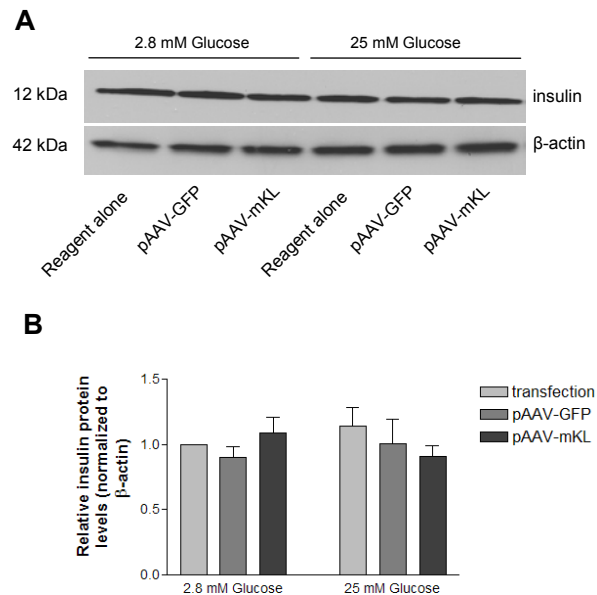 A
2.8 mM Glucose 25 mM Glucose
12 kDa insulin
42 kDa β-actin
Reagent alone pAAV-GFP pAAV-mKL Reagent alone pAAV-GFP pAAV-mKL
B
Relative insulin protein
levels (normalized to
β-actin)
1.5
1.0
0.5
0.0
2.8 mM Glucose 25 mM Glucose
transfection
pAAV-GFP
pAAV-mKL